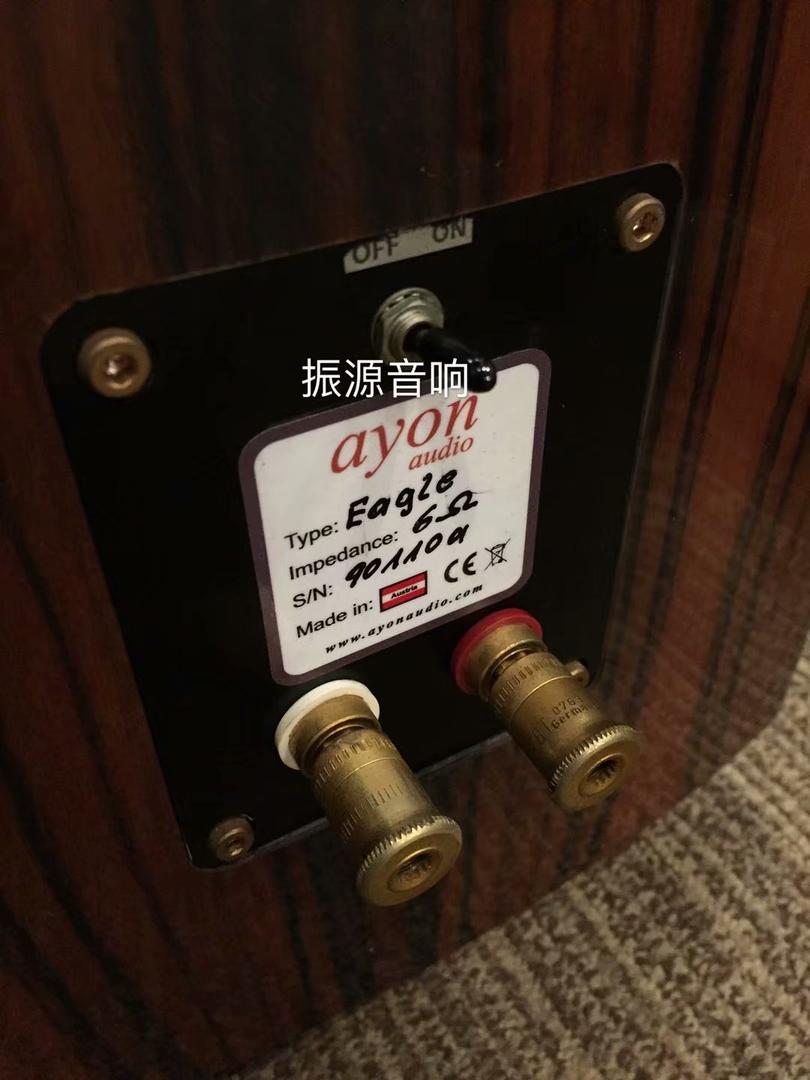 OFF ON
振源音响
ayon
audio
Type: Eagle
Impedance: 6Ω
S/N: 90110a
Made in: Austria
CE
www.ayonaudio.com